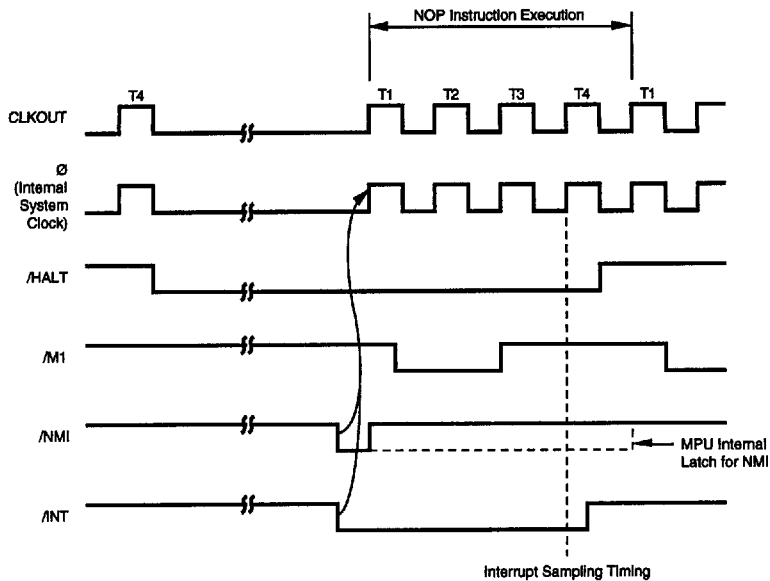 NOP Instruction Execution
T4 T1 T2 T3 T4 T1
CLKOUT
Ø
(Internal
System
Clock)
/HALT
/M1
/NMI
MPU Internal
Latch for NMI
/INT
Interrupt Sampling Timing